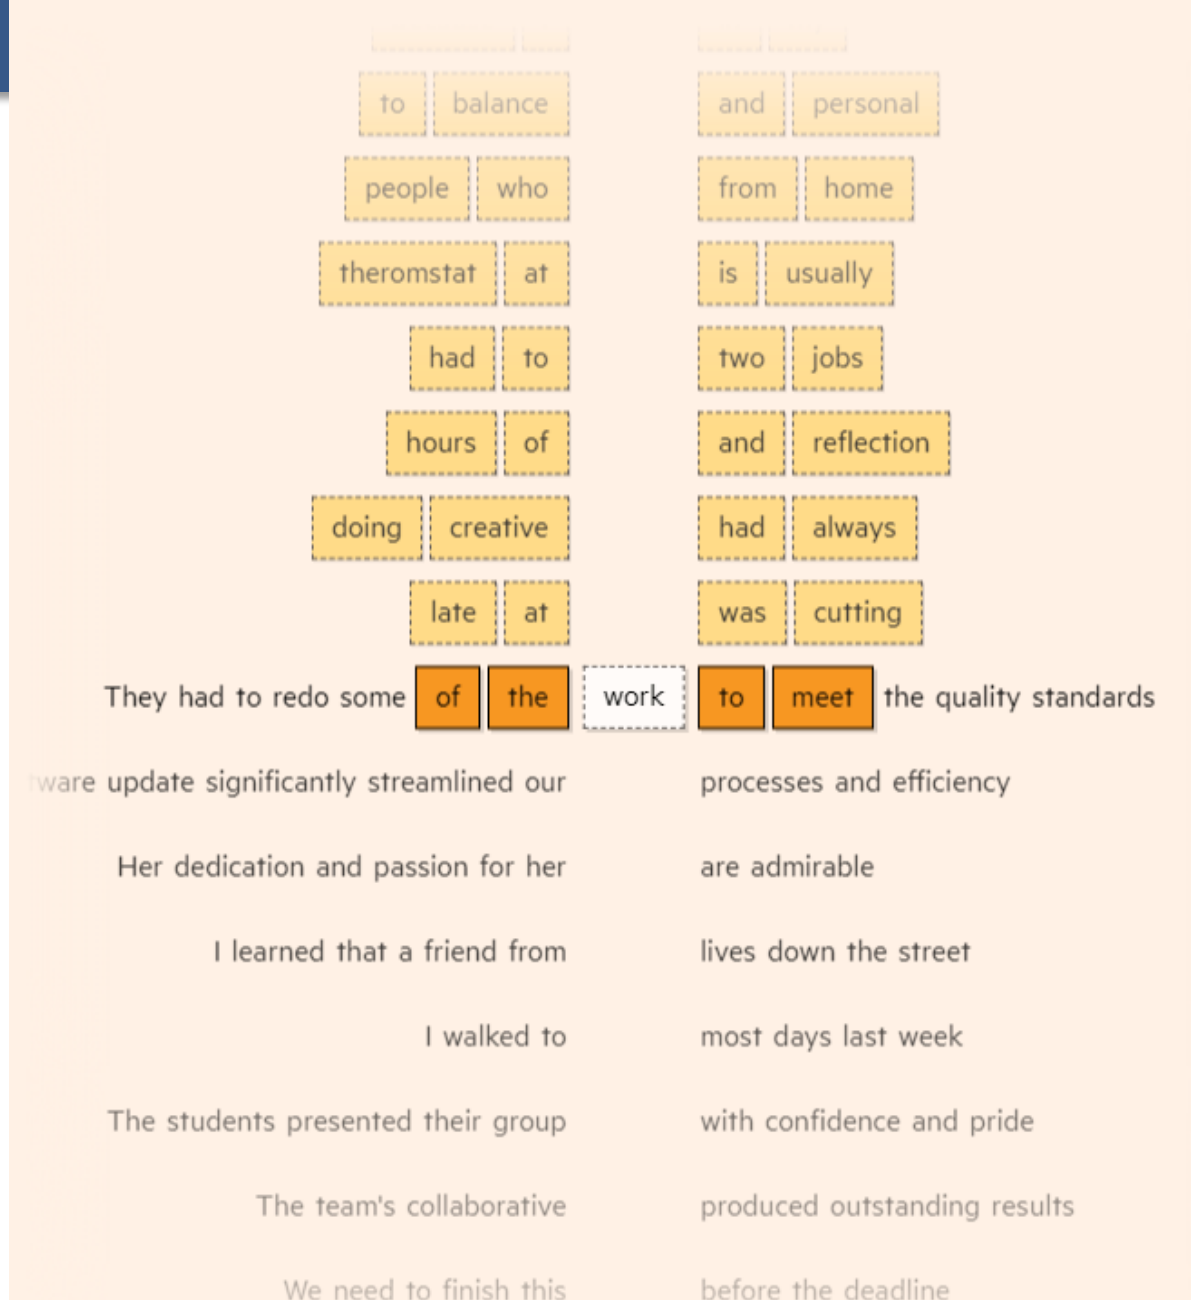 to balance and personal
people who from home
theromstat at is usually
had to two jobs
hours of and reflection
doing creative had always
late at was cutting
They had to redo some of the work to meet the quality standards
update significantly streamlined our processes and efficiency
Her dedication and passion for her are admirable
I learned that a friend from lives down the street
I walked to most days last week
The students presented their group with confidence and pride
The team's collaborative produced outstanding results
We need to finish this before the deadline